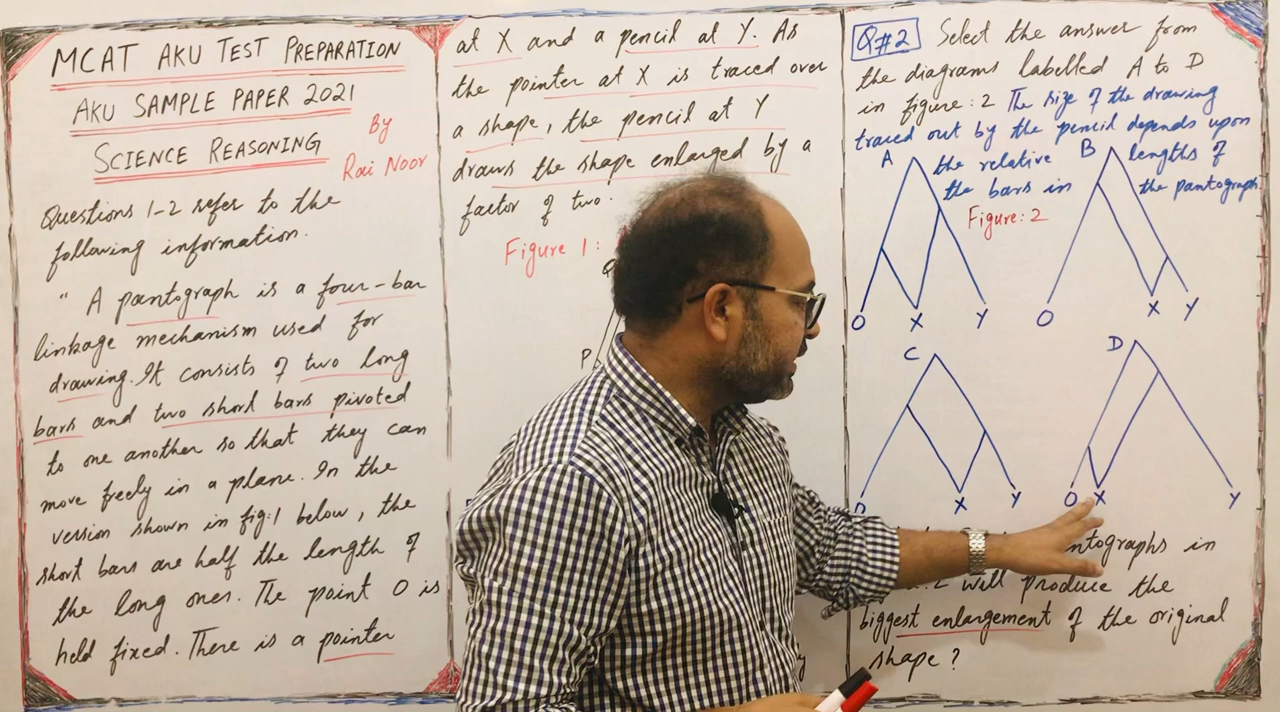 MCAT AKU TEST PREPARATION
AKU SAMPLE PAPER 2021
SCIENCE REASONING
By
Rai Noor
Questions 1-2 refer to the
following information.
" A pantograph is a four-bar
linkage mechanism used for
drawing. It consists of two long
bars and two short bars pivoted
to one another so that they can
move freely in a plane. In the
version shown in fig:1 below, the
short bars are half the length of
the long ones. The point O is
held fixed. There is a pointer
at X and a pencil at Y. As
the pointer at X is traced over
a shape, the pencil at Y
draws the shape enlarged by a
factor of two.
Figure 1:
P
Q#2 Select the answer from
the diagrams labelled A to D
in figure:2 The size of the drawing
traced out by the pencil depends upon
the relative lengths of
the bars in the pantograph
Figure: 2
A
O X Y
B
O X Y
C
X Y
D
O X Y
in
will produce the
biggest enlargement of the original
shape?